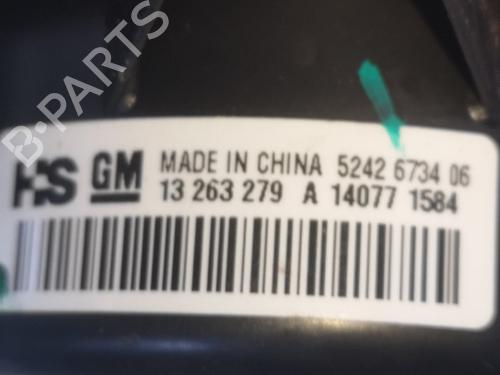 B-PARTS
HS GM MADE IN CHINA 5242 6734 06
13 263 279 A 14077 1584